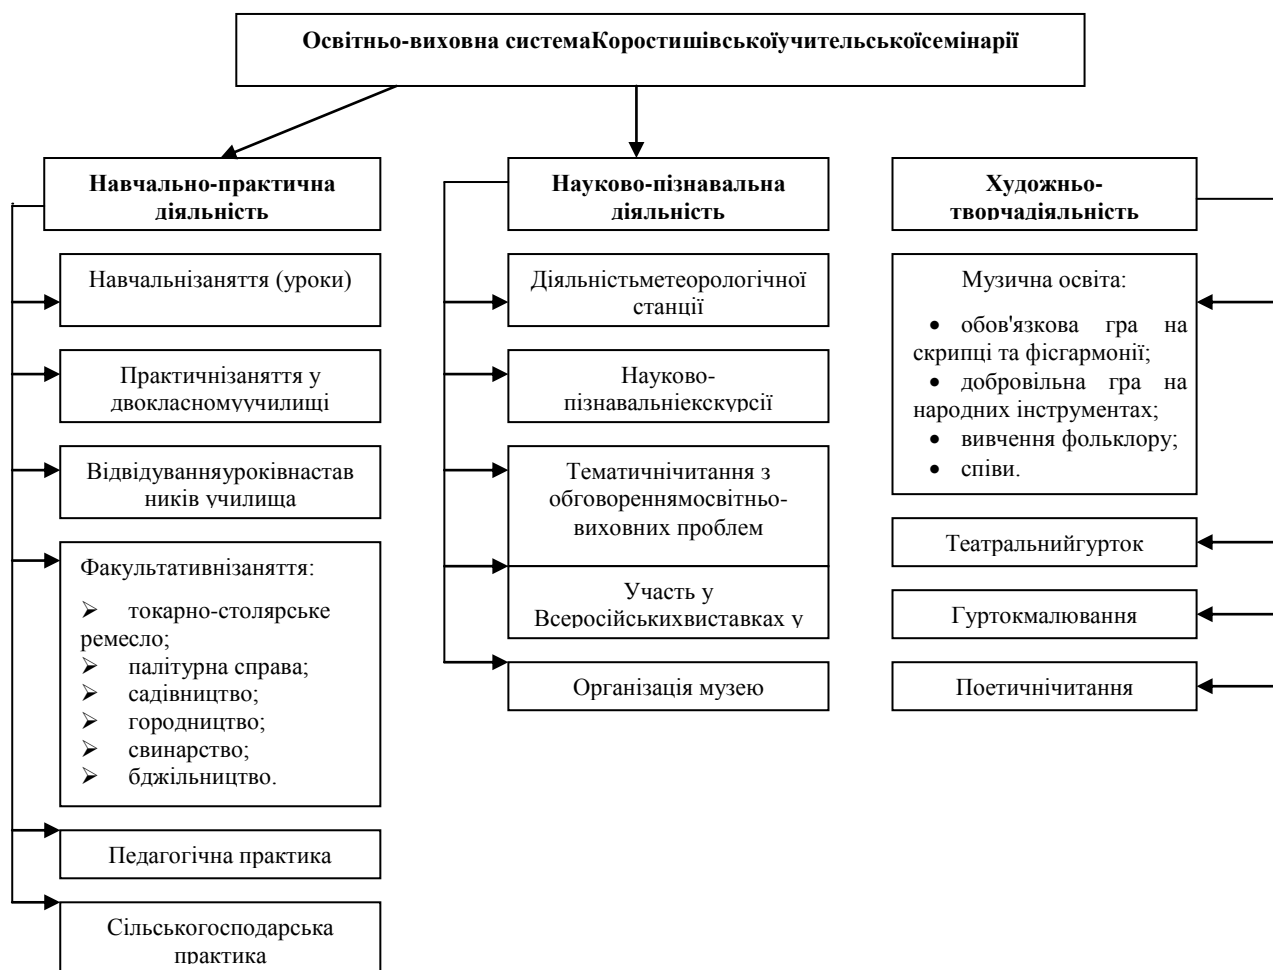 Освітньо-виховна системаКоростишівськоїучительськоїсемінарії
Навчально-практична
діяльність
Навчальнізаняття (уроки)
Практичнізаняття у
двокласномуучилищі
Відвідуванняуроківнастав
ників училища
Факультативнізаняття:
➢ токарно-столярське
ремесло;
➢ палітурна справа;
➢ садівництво;
➢ городництво;
➢ свинарство;
➢ бджільництво.
Педагогічна практика
Сільськогосподарська
практика
Науково-пізнавальна
діяльність
Діяльністьметеорологічної
станції
Науково-
пізнавальніекскурсії
Тематичнічитання з
обговореннямосвітньо-
виховних проблем
Участь у
Всеросійськихвиставках у
Організація музею
Художньо-
творчадіяльність
Музична освіта:
• обов'язкова гра на
скрипці та фісгармонії;
• добровільна гра на
народних інструментах;
• вивчення фольклору;
• співи.
Театральнийгурток
Гуртокмалювання
Поетичнічитання